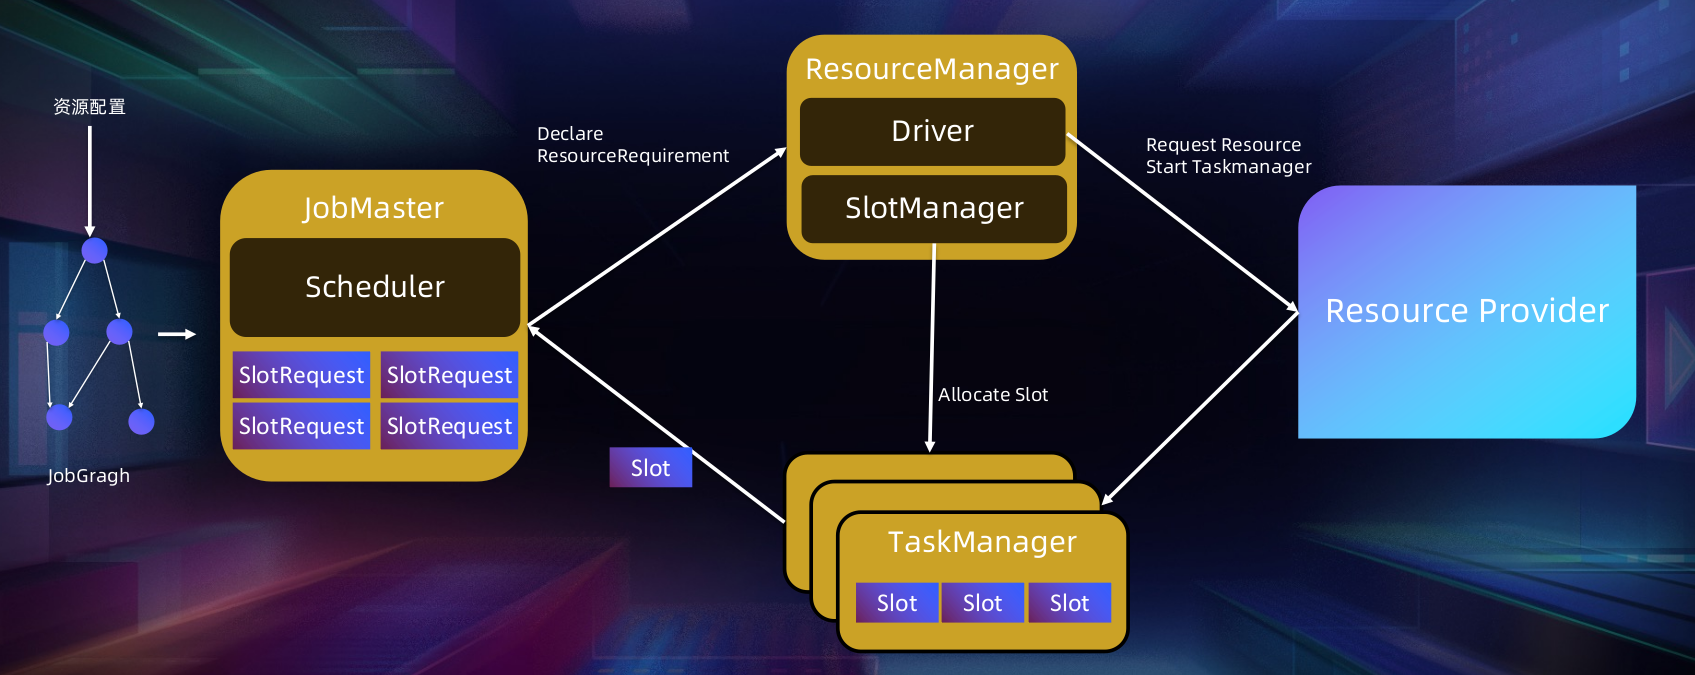 资源配置
JobGragh
JobMaster
Scheduler
SlotRequest
SlotRequest
SlotRequest
SlotRequest
Declare
ResourceRequirement
ResourceManager
Driver
SlotManager
Request Resource
Start Taskmanager
Resource Provider
Allocate Slot
Slot
TaskManager
Slot
Slot
Slot